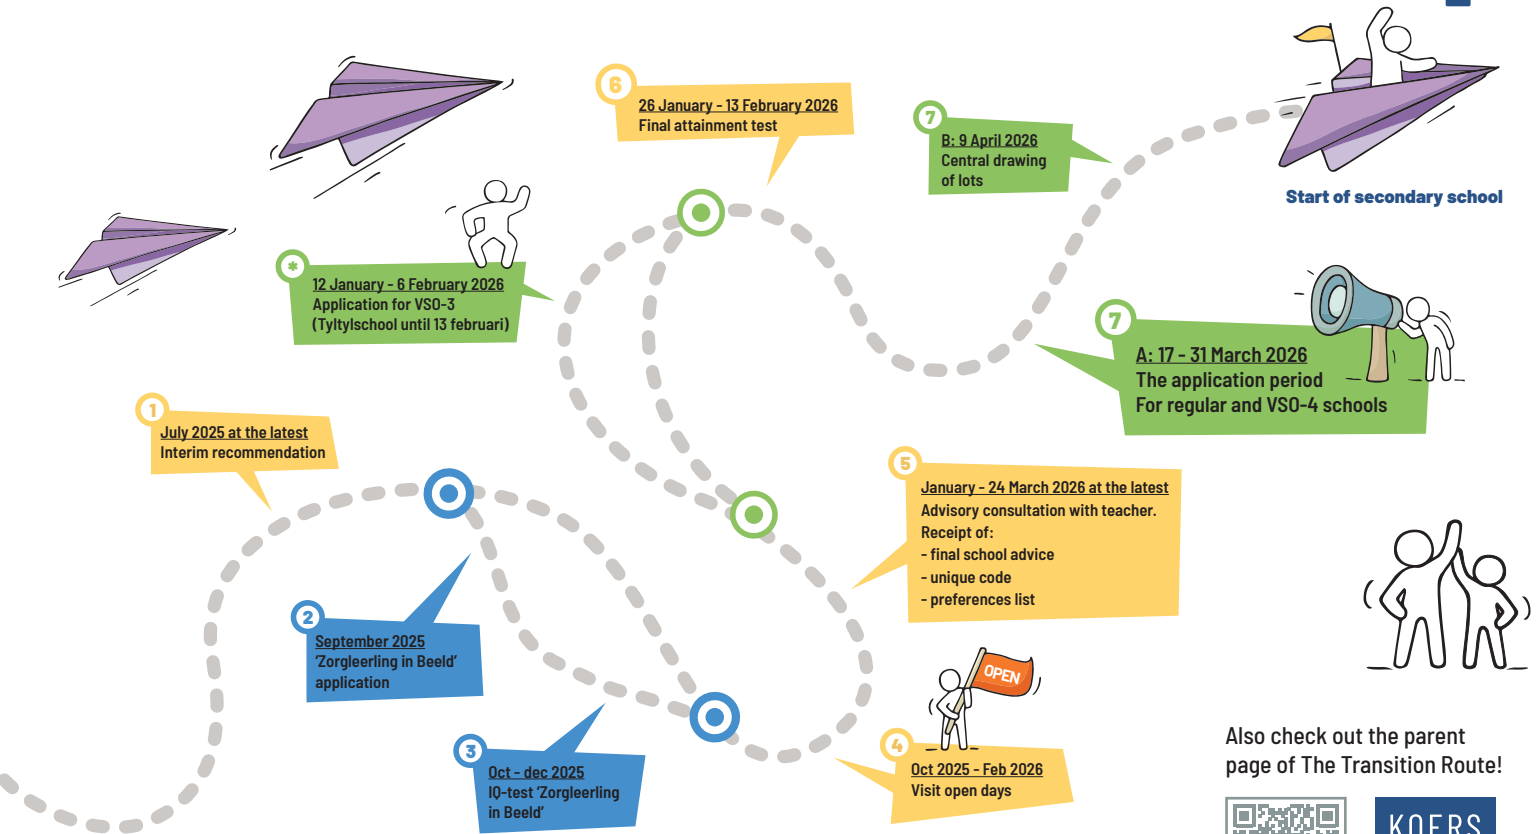 1
July 2025 at the latest
Interim recommendation
2
September 2025
‘Zorgleerling in Beeld’
application
3
Oct - dec 2025
IQ-test ‘Zorgleerling
in Beeld’
OPEN
4
Oct 2025 - Feb 2026
Visit open days
5
January - 24 March 2026 at the latest
Advisory consultation with teacher.
Receipt of:
- final school advice
- unique code
- preferences list
*
12 January - 6 February 2026
Application for VSO-3
(Tyltylschool until 13 februari)
6
26 January - 13 February 2026
Final attainment test
7
A: 17 - 31 March 2026
The application period
For regular and VSO-4 schools
7
B: 9 April 2026
Central drawing
of lots
Start of secondary school
Also check out the parent
page of The Transition Route!
KOERS